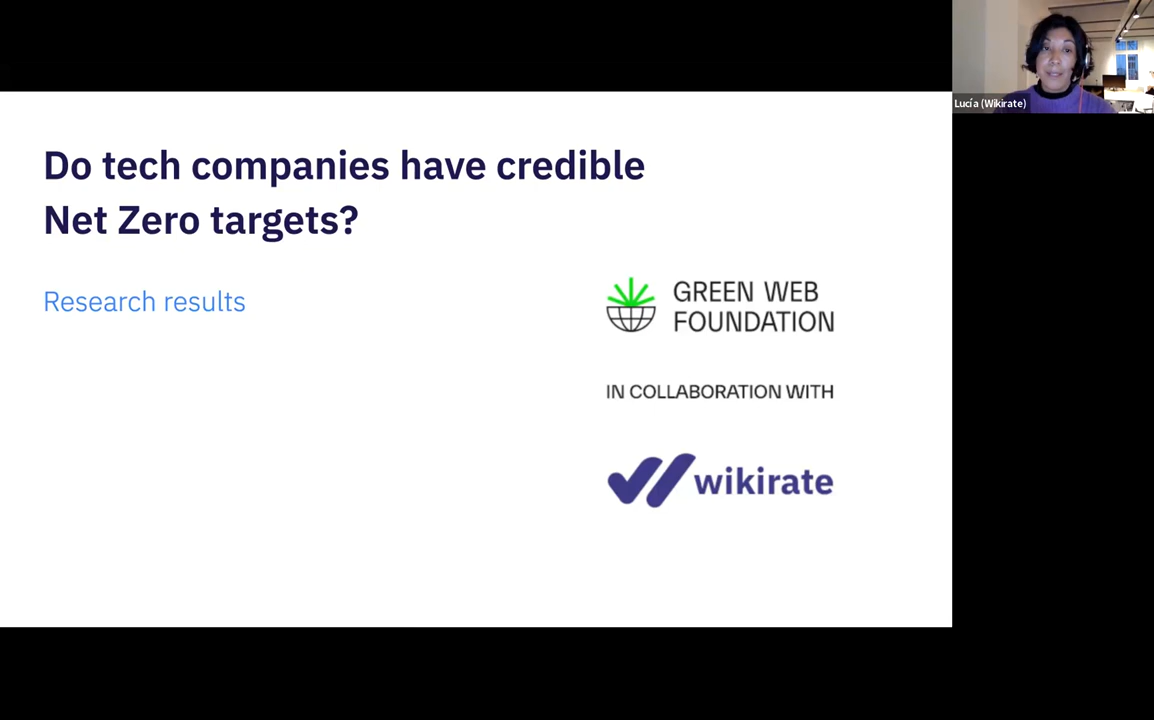 Lucía (Wikirate)
Do tech companies have credible
Net Zero targets?
Research results
GREEN WEB
FOUNDATION
IN COLLABORATION WITH
wikirate